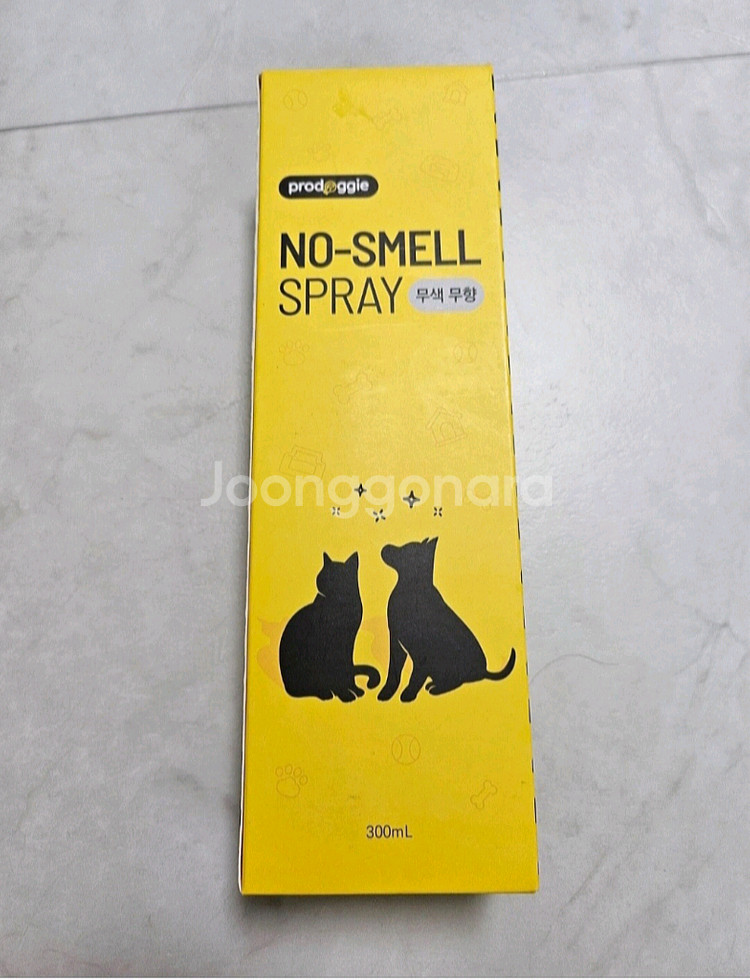 prodoggie
NO-SMELL
SPRAY 무색 무향
Joonggonara
300mL